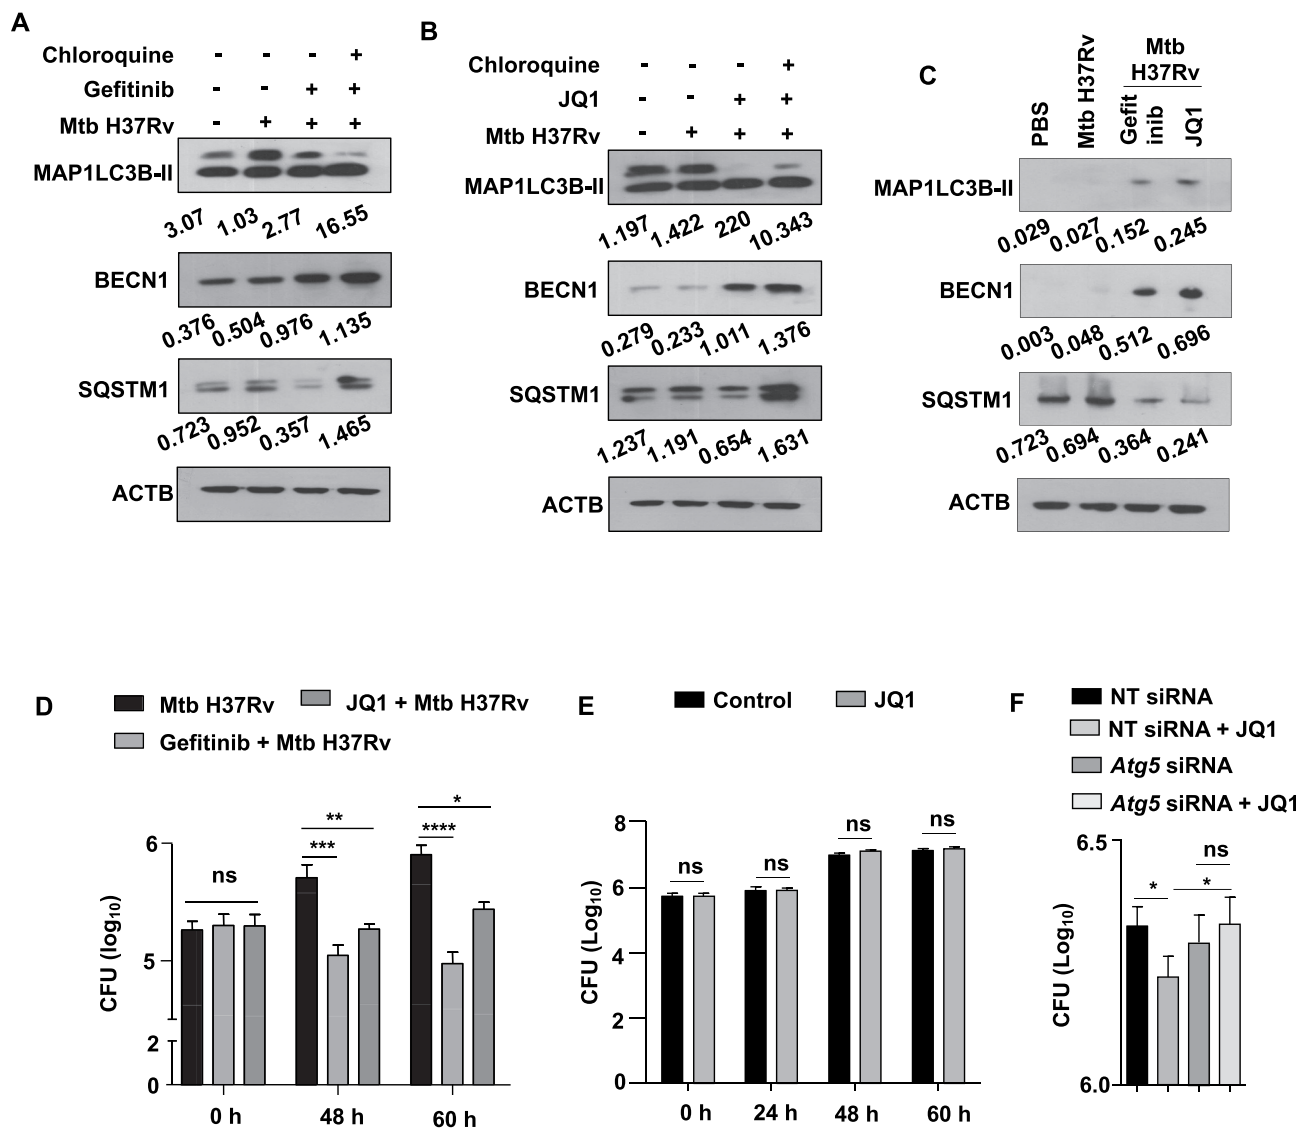 A
Chloroquine - - - +
Gefitinib - - + +
Mtb H37Rv - + + +
MAP1LC3B-II
3.07 1.03 2.77 16.55
BECN1
0.376 0.504 0.976 1.135
SQSTM1
0.723 0.952 0.357 1.465
ACTB
B
Chloroquine - - - +
JQ1 - - + +
Mtb H37Rv - + + +
MAP1LC3B-II
1.197 1.422 220 10.343
BECN1
0.279 0.233 1.011 1.376
SQSTM1
1.237 1.191 0.654 1.631
ACTB
C
PBS
Mtb H37Rv
Mtb
H37Rv
Gefit
inib
JQ1
MAP1LC3B-II
0.029 0.027 0.152 0.245
BECN1
0.003 0.048 0.512 0.696
SQSTM1
0.723 0.694 0.364 0.241
ACTB
D
Mtb H37Rv
JQ1 + Mtb H37Rv
Gefitinib + Mtb H37Rv
CFU (log10)
6
5
2
0
ns
**
***
*
****
0 h 48 h 60 h
E
Control
JQ1
CFU (Log10)
8
6
4
2
0
ns ns ns ns
0 h 24 h 48 h 60 h
F
NT siRNA
NT siRNA + JQ1
Atg5 siRNA
Atg5 siRNA + JQ1
CFU (Log10)
6.5
6.0
ns
* *